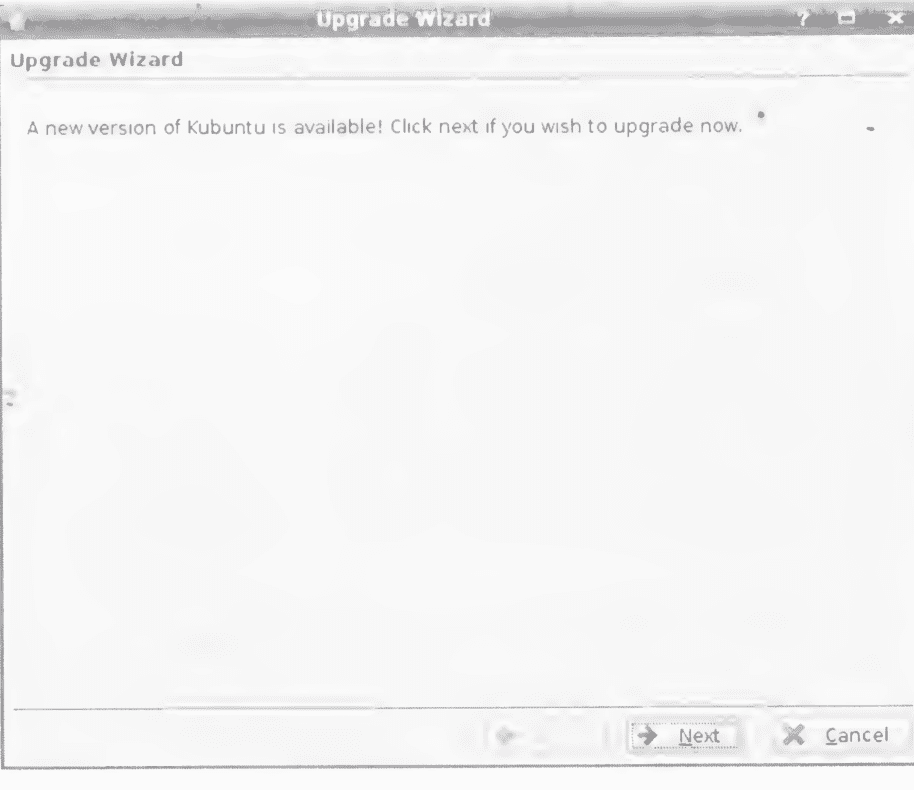 Upgrade Wizard
Upgrade Wizard
A new version of Kubuntu is available! Click next if you wish to upgrade now.
Next
Cancel